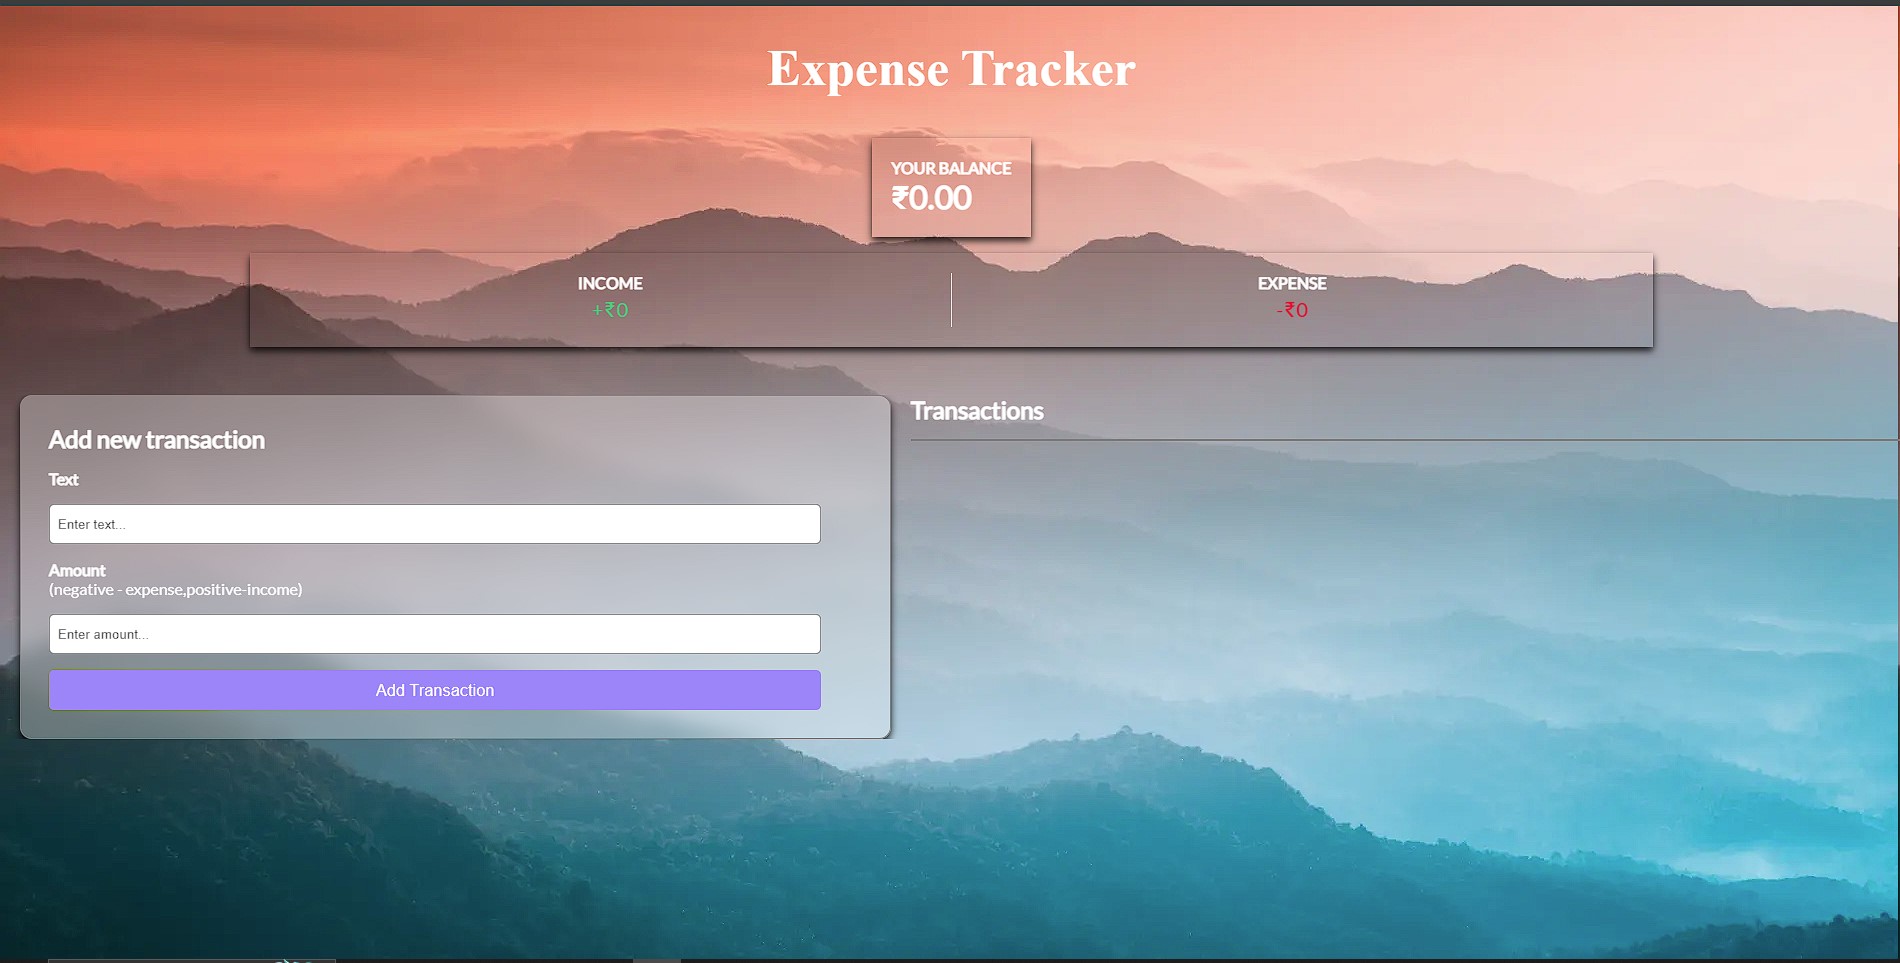 Expense Tracker
YOUR BALANCE
₹0.00
INCOME
+₹0
EXPENSE
-₹0
Add new transaction
Text
Enter text...
Amount
(negative - expense,positive-income)
Enter amount...
Add Transaction
Transactions